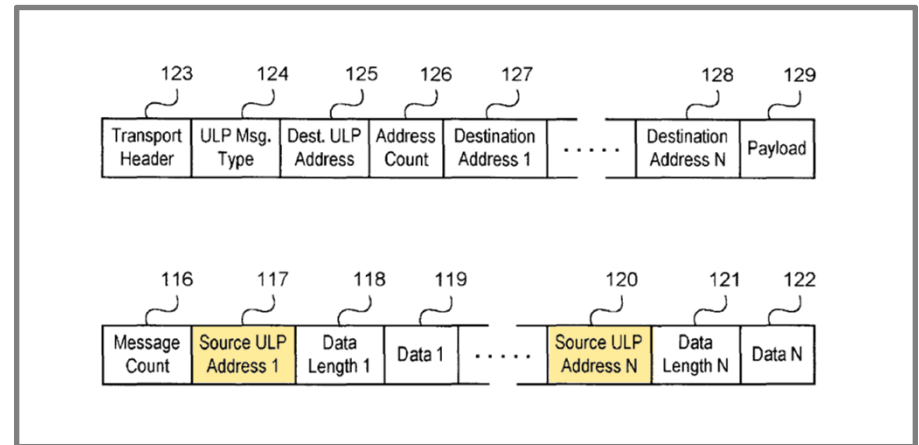 123 124 125 126 127 128 129
Transport ULP Msg. Dest. ULP Address Destination Destination Payload
Header Type Address Count Address 1 ..... Address N
116 117 118 119 120 121 122
Message Source ULP Data Data 1 Source ULP Data Data N
Count Address 1 Length 1 ..... Address N Length N